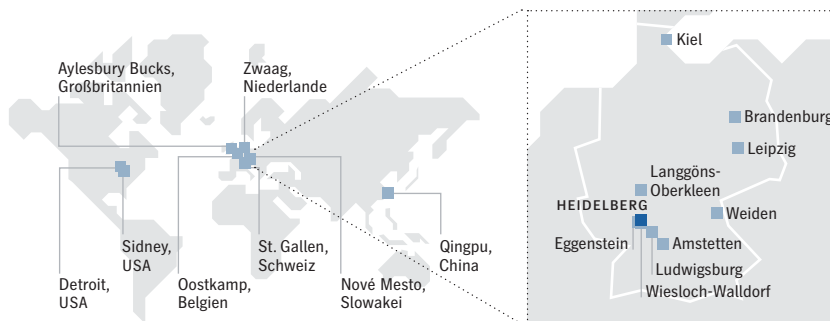 Aylesbury Bucks,
Großbritannien
Zwaag,
Niederlande
Sidney,
USA
St. Gallen,
Schweiz
Qingpu,
China
Detroit,
USA
Oostkamp,
Belgien
Nové Mesto,
Slowakei
Kiel
Brandenburg
Leipzig
Langgöns-
Oberkleen
HEIDELBERG
Weiden
Eggenstein
Amstetten
Ludwigsburg
Wiesloch-Walldorf